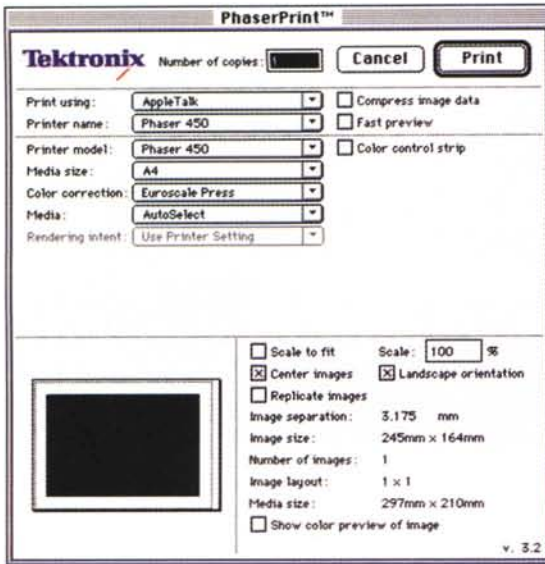 PhaserPrint™
Tektronix Number of copies: 1 Cancel Print
Print using: AppleTalk Compress image data
Printer name: Phaser 450 Fast preview
Printer model: Phaser 450 Color control strip
Media size: A4
Color correction: Euroscale Press
Media: AutoSelect
Rendering intent: Use Printer Setting
Scale to fit Scale: 100 %
Center images Landscape orientation
Replicate images
Image separation: 3.175 mm
Image size: 245mm x 164mm
Number of images: 1
Image layout: 1 x 1
Media size: 297mm x 210mm
Show color preview of image
v. 3.2